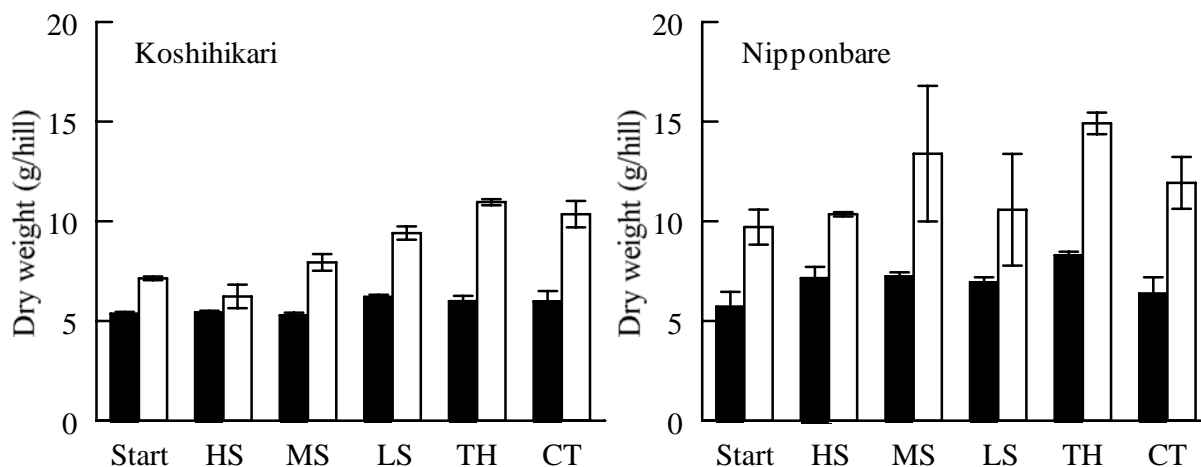 Koshihikari
Dry weight (g/hill)
20
15
10
5
0
Start HS MS LS TH CT
Nipponbare
Dry weight (g/hill)
20
15
10
5
0
Start HS MS LS TH CT